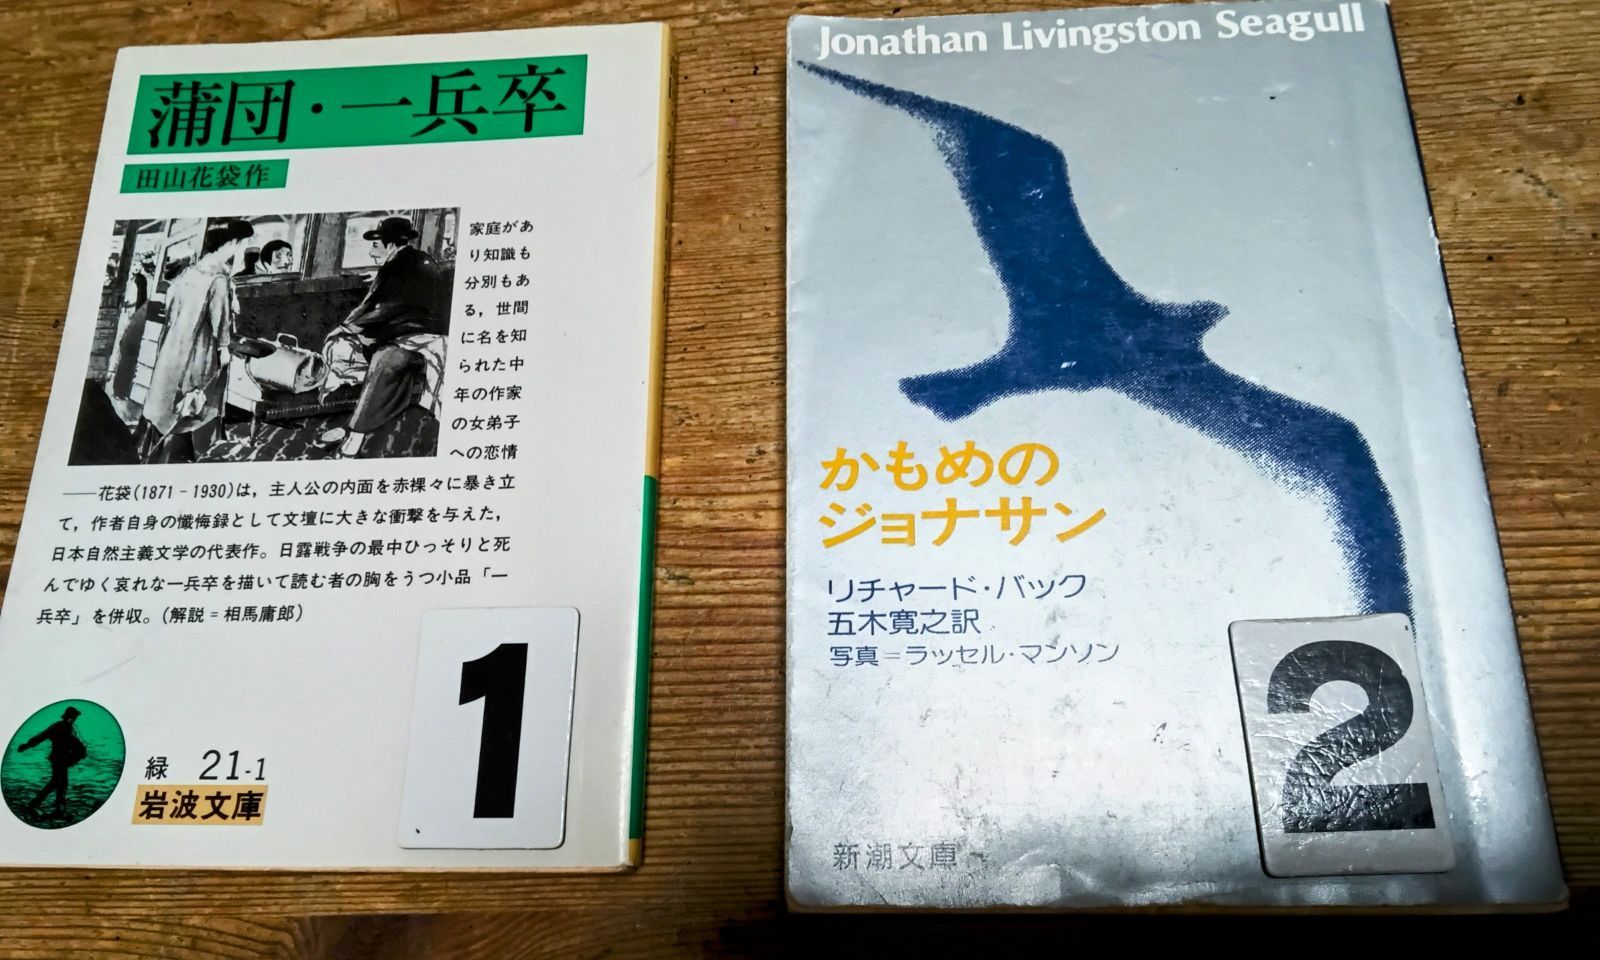 蒲団・一兵卒
田山花袋作
家庭があ
り知識も
分別もあ
る，世間
に名を知
られた中
年の作家
の女弟子
への恋情
——花袋(1871-1930)は，主人公の内面を赤裸々に暴き立
て，作者自身の懺悔録として文壇に大きな衝撃を与えた，
日本自然主義文学の代表作。日露戦争の最中ひっそりと死
んでゆく哀れな一兵卒を描いて読む者の胸をうつ小品「一
兵卒」を併収。(解説＝相馬庸郎)
1
緑 21-1
岩波文庫
Jonathan Livingston Seagull
かもめの
ジョナサン
リチャード・バック
五木寛之訳
写真＝ラッセル・マンソン
2
新潮文庫